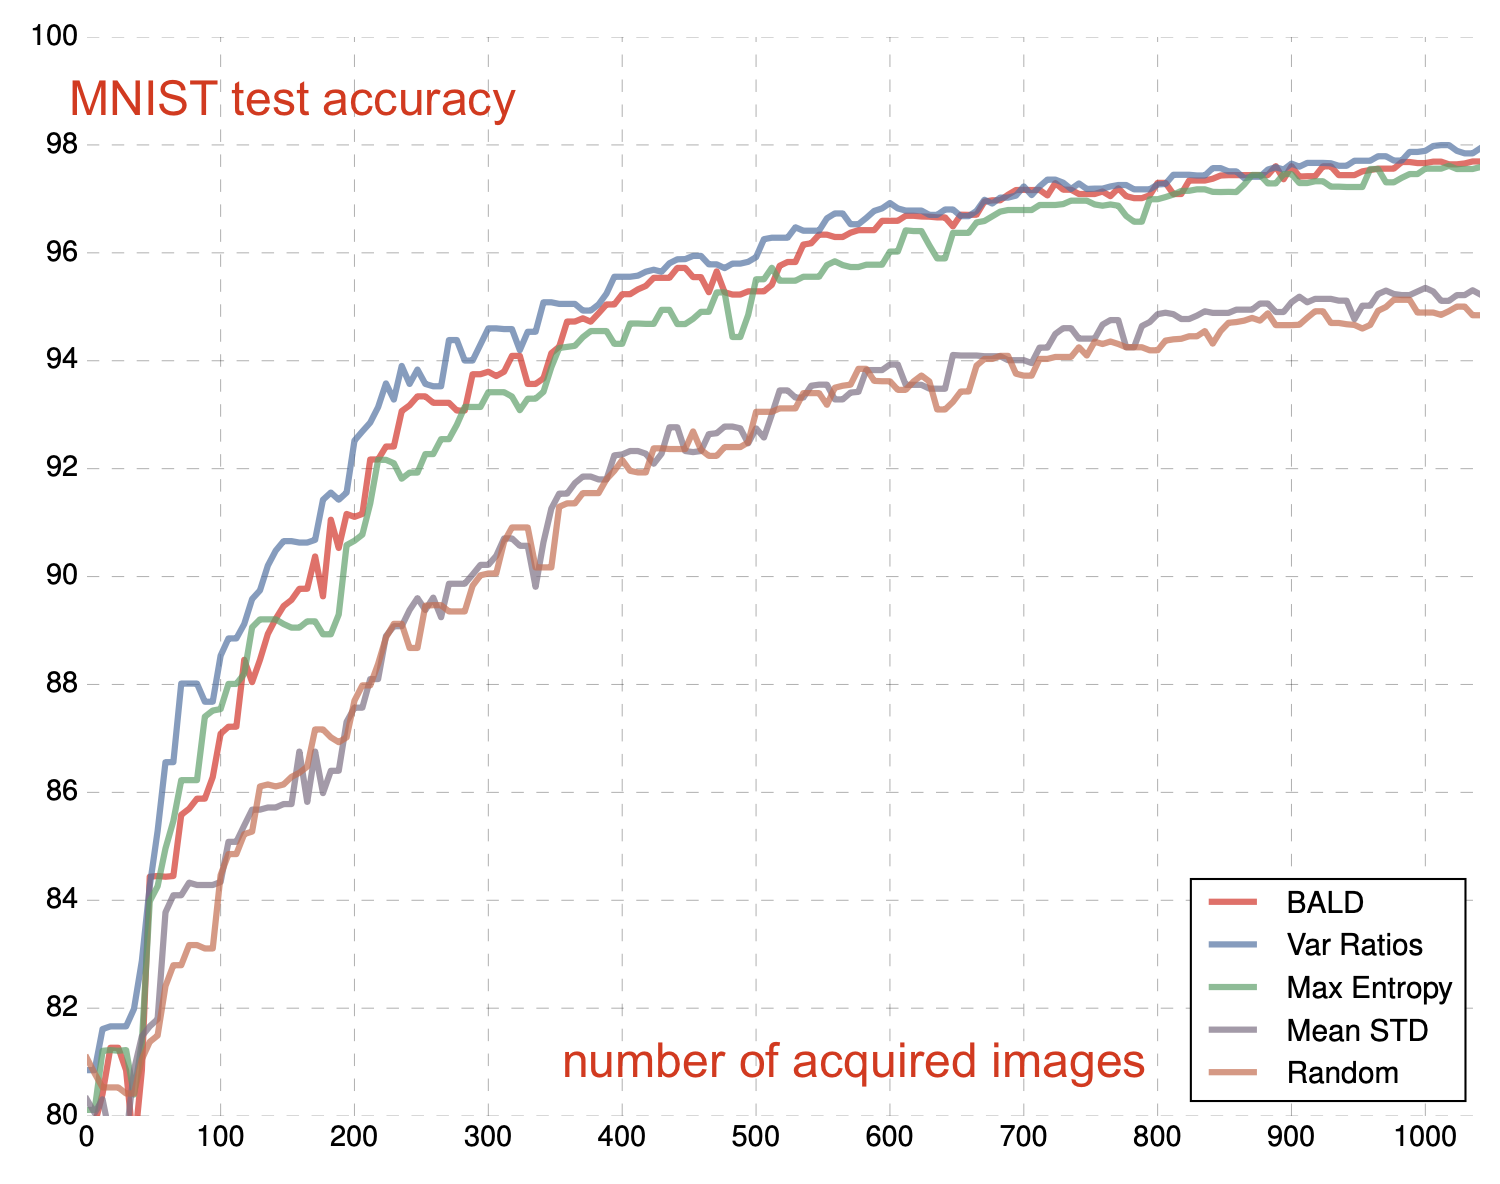 100
MNIST test accuracy
98
96
94
92
90
88
86
84
82
80
BALD
Var Ratios
Max Entropy
Mean STD
Random
number of acquired images
0 100 200 300 400 500 600 700 800 900 1000